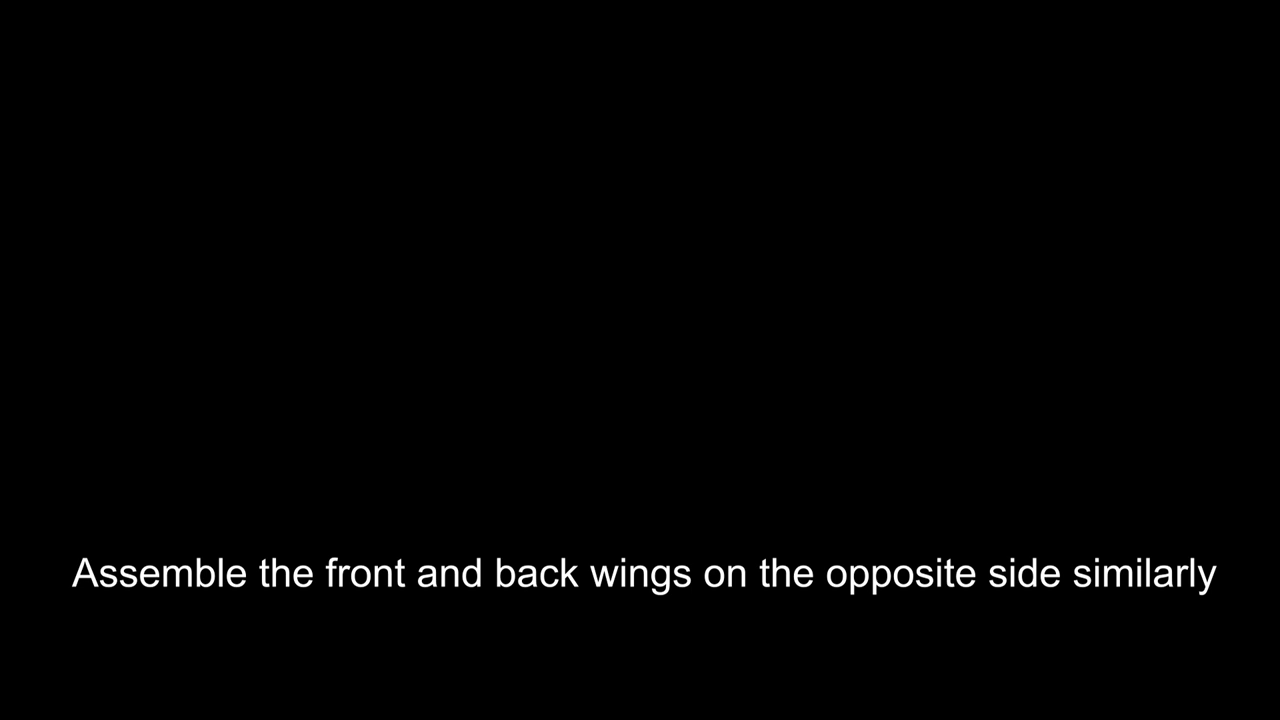 Assemble the front and back wings on the opposite side similarly